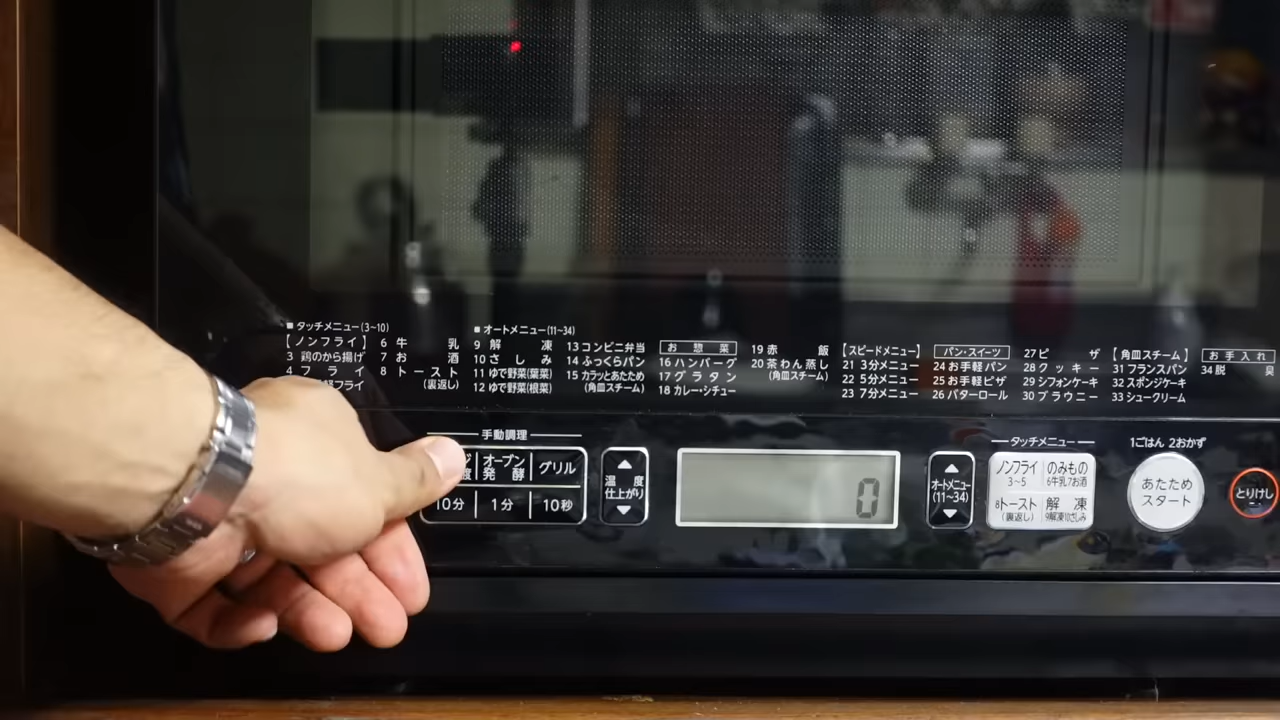 ■タッチメニュー(3~10)
【ノンフライ】
3 鶏のから揚げ
4 フライ
軽フライ
6 牛乳
7 お酒
8 トースト
(裏返し)
■オートメニュー(11~34)
9 解凍
10 さしみ
11 ゆで野菜(葉菜)
12 ゆで野菜(根菜)
13 コンビニ弁当
14 ふっくらパン
15 カラッとあたため
(角皿スチーム)
お惣菜
16 ハンバーグ
17 グラタン
18 カレー・シチュー
19 赤飯
20 茶わん蒸し
(角皿スチーム)
【スピードメニュー】
21 3分メニュー
22 5分メニュー
23 7分メニュー
パン・スイーツ
24 お手軽パン
25 お手軽ピザ
26 バターロール
27 ピザ
28 クッキー
29 シフォンケーキ
30 ブラウニー
【角皿スチーム】
31 フランスパン
32 スポンジケーキ
33 シュークリーム
お手入れ
34 脱臭
手動調理
オーブン
発酵
グリル
10分
1分
10秒
温度
仕上がり
0
オートメニュー
(11~34)
タッチメニュー
ノンフライ
3~5
のみもの
6牛乳7お酒
8トースト
(裏返し)
解凍
9解凍10さしみ
1ごはん 2おかず
あたため
スタート
とりけし